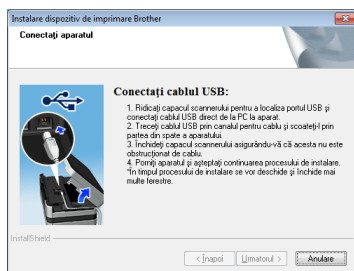 Instalare dispozitiv de imprimare Brother
Conectaţi aparatul
Conectaţi cablul USB:
1. Ridicaţi capacul scannerului pentru a localiza portul USB şi
conectaţi cablul USB direct de la PC la aparat.
2. Treceţi cablul USB prin canalul pentru cablu şi scoateţi-l prin
partea din spate a aparatului.
3. Închideţi capacul scannerului asigurându-vă că acesta nu este
obstrucţionat de cablu.
4. Porniţi aparatul şi aşteptaţi continuarea procesului de instalare.
*În timpul procesului de instalare se vor deschide şi închide mai
multe ferestre.
InstallShield
< Înapoi
Urmatorul >
Anulare